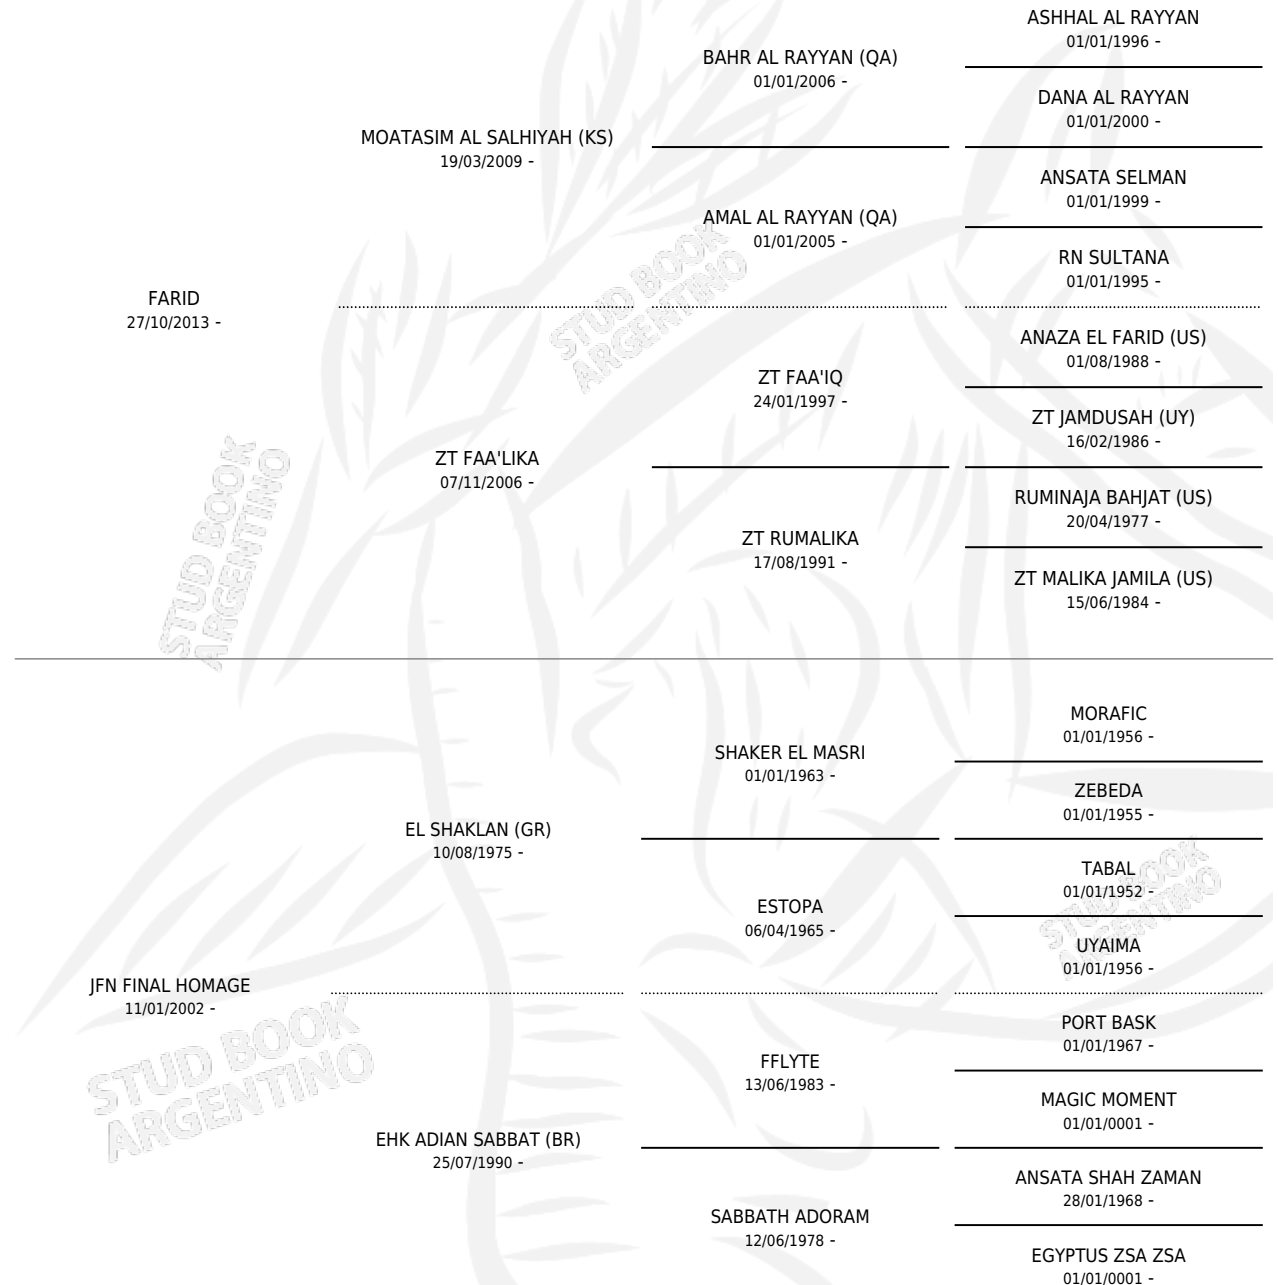 ASHHAL AL RAYYAN
01/01/1996 -
BAHR AL RAYYAN (QA)
01/01/2006 -
DANA AL RAYYAN
01/01/2000 -
MOATASIM AL SALHIYAH (KS)
19/03/2009 -
ANSATA SELMAN
01/01/1999 -
AMAL AL RAYYAN (QA)
01/01/2005 -
RN SULTANA
01/01/1995 -
FARID
27/10/2013 -
STUD BOOK
ARGENTINO
ANAZA EL FARID (US)
01/08/1988 -
ZT FAA'IQ
24/01/1997 -
ZT JAMDUSAH (UY)
16/02/1986 -
ZT FAA'LIKA
07/11/2006 -
STUD BOOK
ARGENTINO
RUMINAJA BAHJAT (US)
20/04/1977 -
ZT RUMALIKA
17/08/1991 -
ZT MALIKA JAMILA (US)
15/06/1984 -
MORAFIC
01/01/1956 -
SHAKER EL MASRI
01/01/1963 -
ZEBEDA
01/01/1955 -
EL SHAKLAN (GR)
10/08/1975 -
TABAL
01/01/1952 -
STUD BOOK
ARGENTINO
ESTOPA
06/04/1965 -
UYAIMA
01/01/1956 -
JFN FINAL HOMAGE
11/01/2002 -
STUD BOOK
ARGENTINO
PORT BASK
01/01/1967 -
FFLYTE
13/06/1983 -
MAGIC MOMENT
01/01/0001 -
EHK ADIAN SABBAT (BR)
25/07/1990 -
ANSATA SHAH ZAMAN
28/01/1968 -
SABBATH ADORAM
12/06/1978 -
EGYPTUS ZSA ZSA
01/01/0001 -